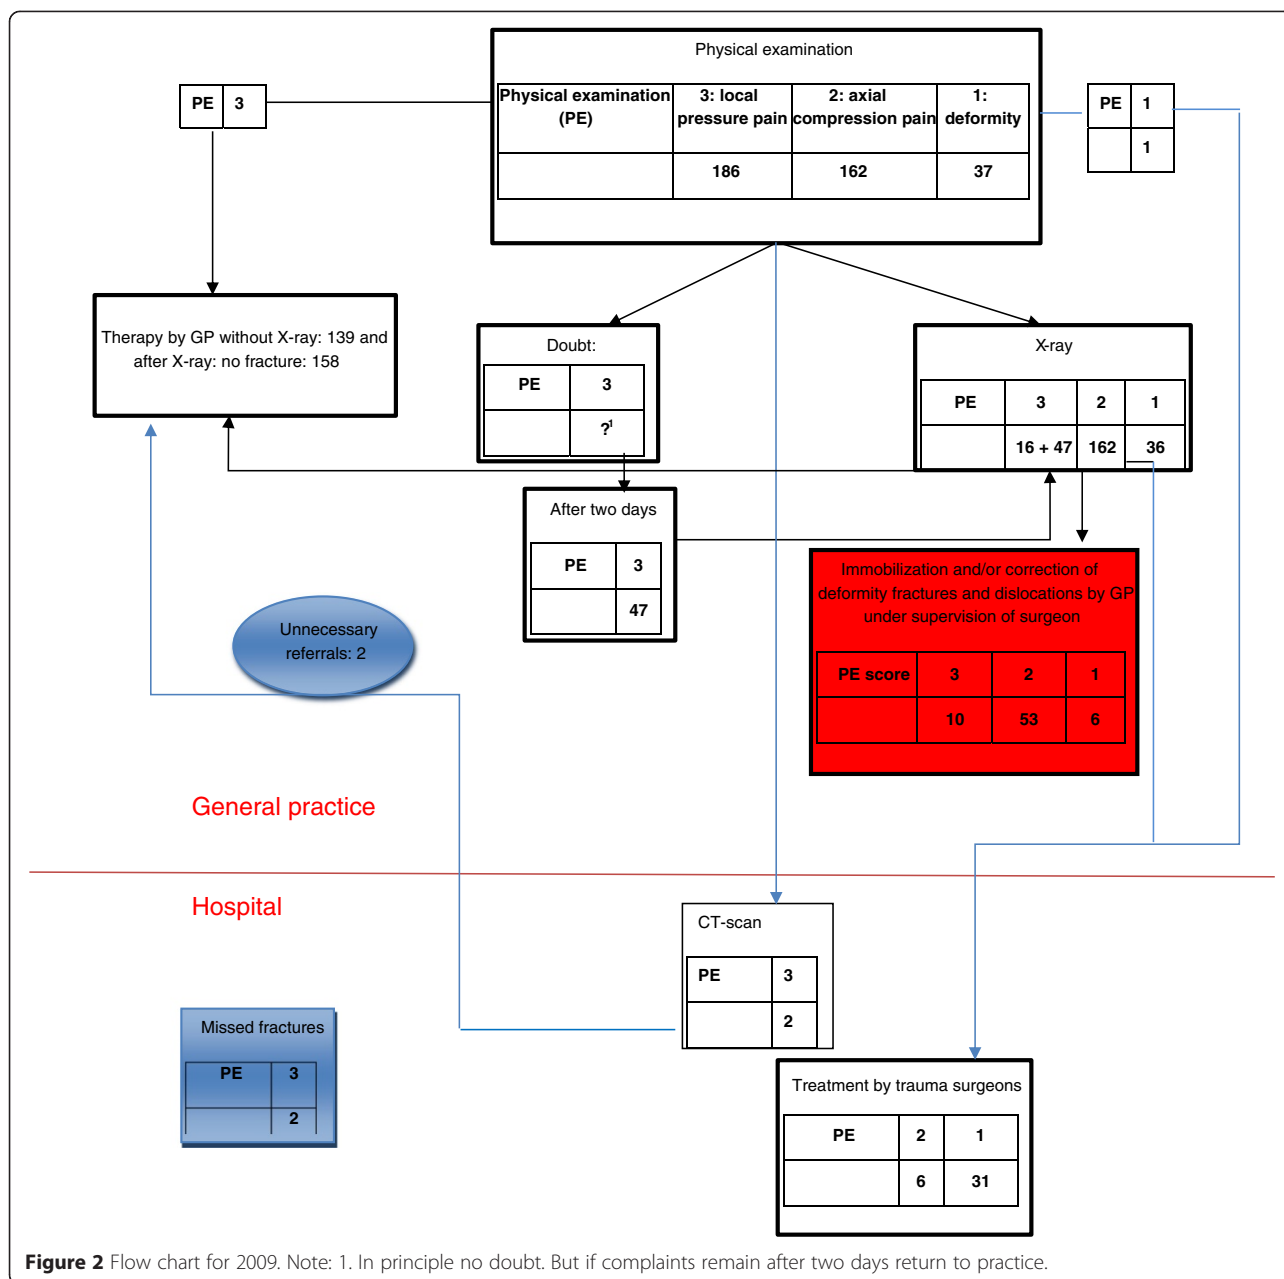 Physical examination
Physical examination (PE) 3: local pressure pain 2: axial compression pain 1: deformity
186 162 37
PE 3
PE 1
1
Therapy by GP without X-ray: 139 and
after X-ray: no fracture: 158
Doubt:
PE 3
?1
X-ray
PE 3 2 1
16 + 47 162 36
After two days
PE 3
47
Immobilization and/or correction of
deformity fractures and dislocations by GP
under supervision of surgeon
PE score 3 2 1
10 53 6
Unnecessary
referrals: 2
General practice
Hospital
CT-scan
PE 3
2
Missed fractures
PE 3
2
Treatment by trauma surgeons
PE 2 1
6 31
Figure 2 Flow chart for 2009. Note: 1. In principle no doubt. But if complaints remain after two days return to practice.